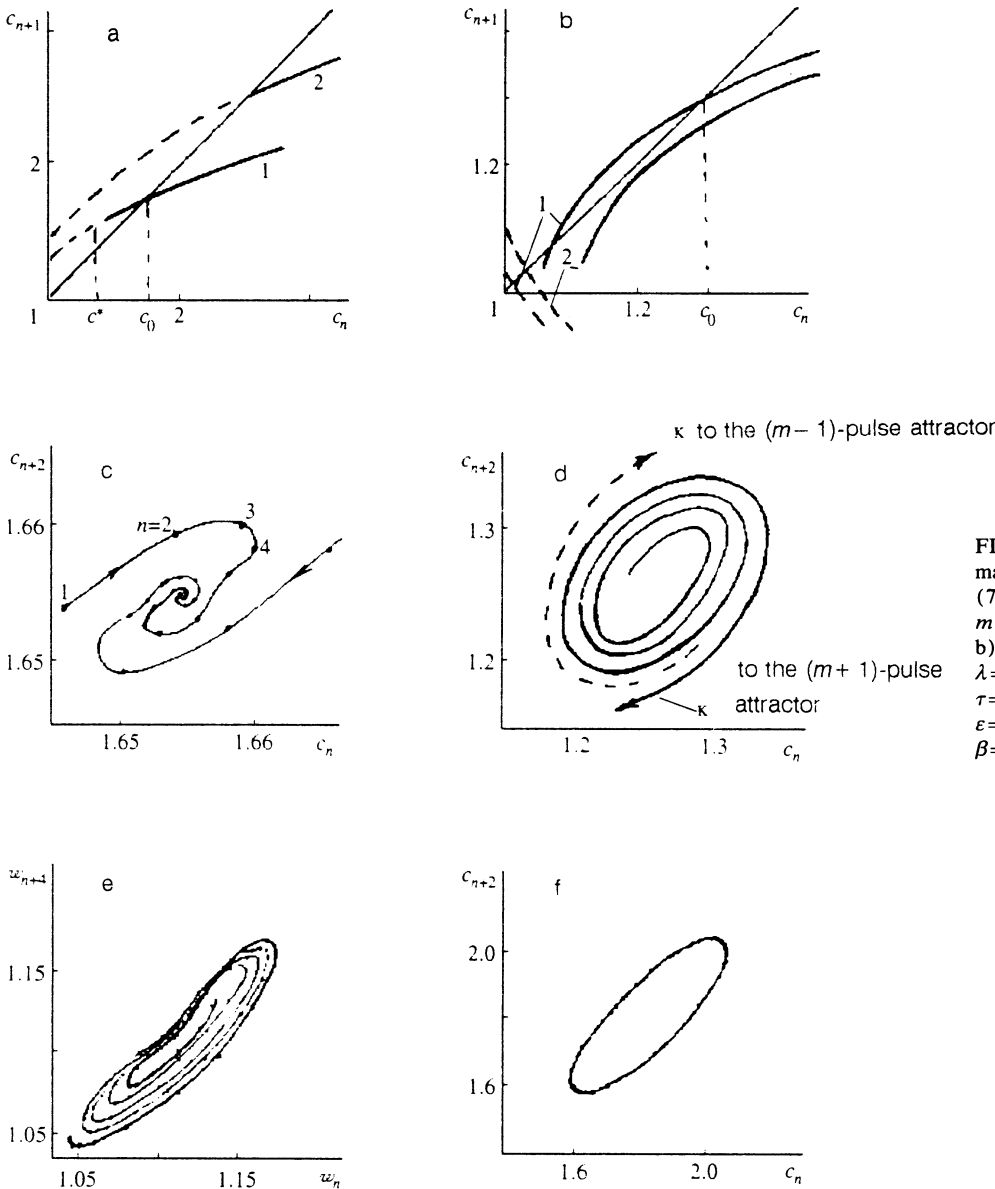 c_{n+1}
a
2
2
1
1
c*
c_0
2
c_n
c_{n+1}
b
1.2
1
2
1
1.2
c_0
c_n
c_{n+2}
c
1.66
n=2
3
4
1
1.65
1.65
1.66
c_n
κ to the (m − 1)-pulse attractor
c_{n+2}
d
1.3
1.2
to the (m + 1)-pulse
attractor
κ
1.2
1.3
c_n
FI
ma
(7
m
b)
λ=
τ=
ε=
β=
w_{n+4}
e
1.15
1.05
1.05
1.15
w_n
c_{n+2}
f
2.0
1.6
1.6
2.0
c_n